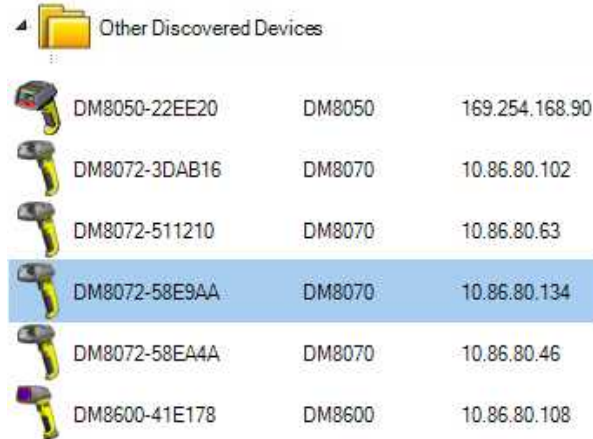 Other Discovered Devices
DM8050-22EE20 DM8050 169.254.168.90
DM8072-3DAB16 DM8070 10.86.80.102
DM8072-511210 DM8070 10.86.80.63
DM8072-58E9AA DM8070 10.86.80.134
DM8072-58EA4A DM8070 10.86.80.46
DM8600-41E178 DM8600 10.86.80.108